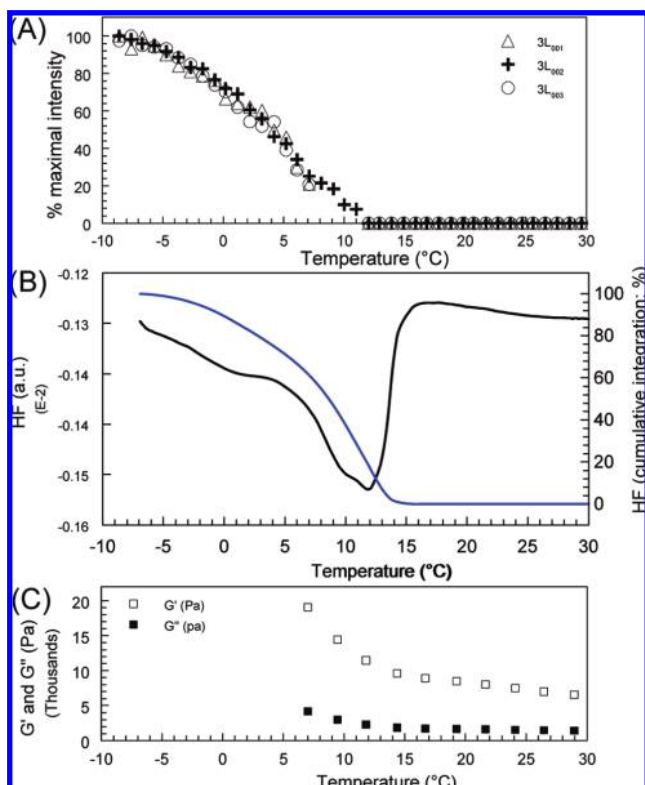 (A)
% maximal intensity
100
80
60
40
20
0
3L001
3L002
3L003
-10 -5 0 5 10 15 20 25 30
Temperature (°C)
(B)
HF (a.u.)
(E-2)
-0.12
-0.13
-0.14
-0.14
-0.15
-0.16
100
80
60
40
20
0
HF (cumulative integration; %)
-10 -5 0 5 10 15 20 25 30
Temperature (°C)
(C)
G' and G" (Pa)
(Thousands)
20
15
10
5
0
G' (Pa)
G" (pa)
-10 -5 0 5 10 15 20 25 30
Temperature (°C)